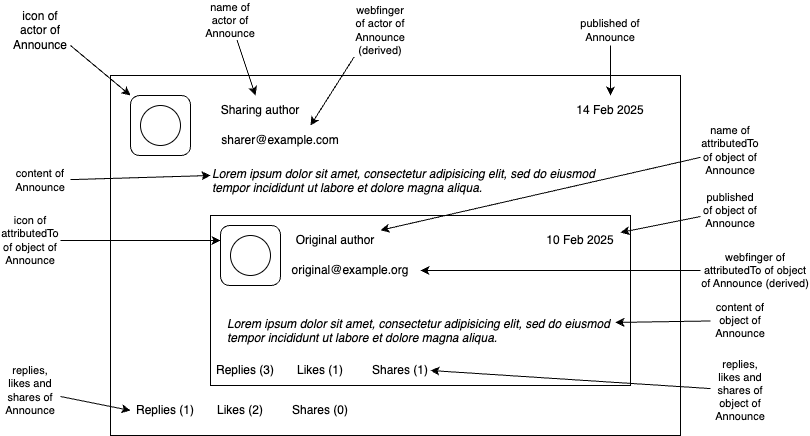 icon of
actor of
Announce
name of
actor of
Announce
webfinger
of actor of
Announce
(derived)
published of
Announce
Sharing author
14 Feb 2025
sharer@example.com
name of
attributedTo
of object of
Announce
content of
Announce
Lorem ipsum dolor sit amet, consectetur adipisicing elit, sed do eiusmod
tempor incididunt ut labore et dolore magna aliqua.
icon of
attributedTo
of object of
Announce
published
of object of
Announce
Original author
10 Feb 2025
original@example.org
webfinger of
attributedTo of object
of Announce (derived)
content of
object of
Announce
Lorem ipsum dolor sit amet, consectetur adipisicing elit, sed do eiusmod
tempor incididunt ut labore et dolore magna aliqua.
Replies (3) Likes (1) Shares (1)
replies,
likes and
shares of
object of
Announce
replies,
likes and
shares of
Announce
Replies (1) Likes (2) Shares (0)